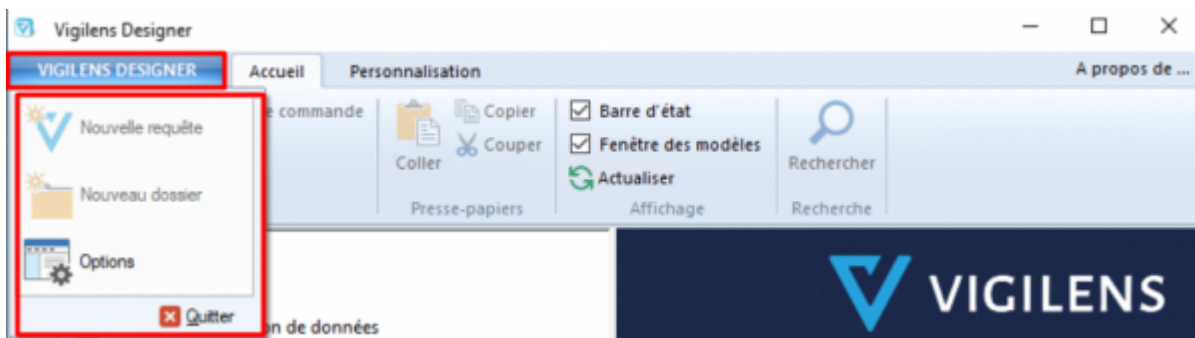 Vigilens Designer
VIGILENS DESIGNER Accueil Personnalisation A propos de ...
Nouvelle requête
e commande
Coller
Copier
Couper
Presse-papiers
Barre d'état
Fenêtre des modèles
Actualiser
Affichage
Rechercher
Recherche
Nouveau dossier
Options
Quitter
on de données
VIGILENS